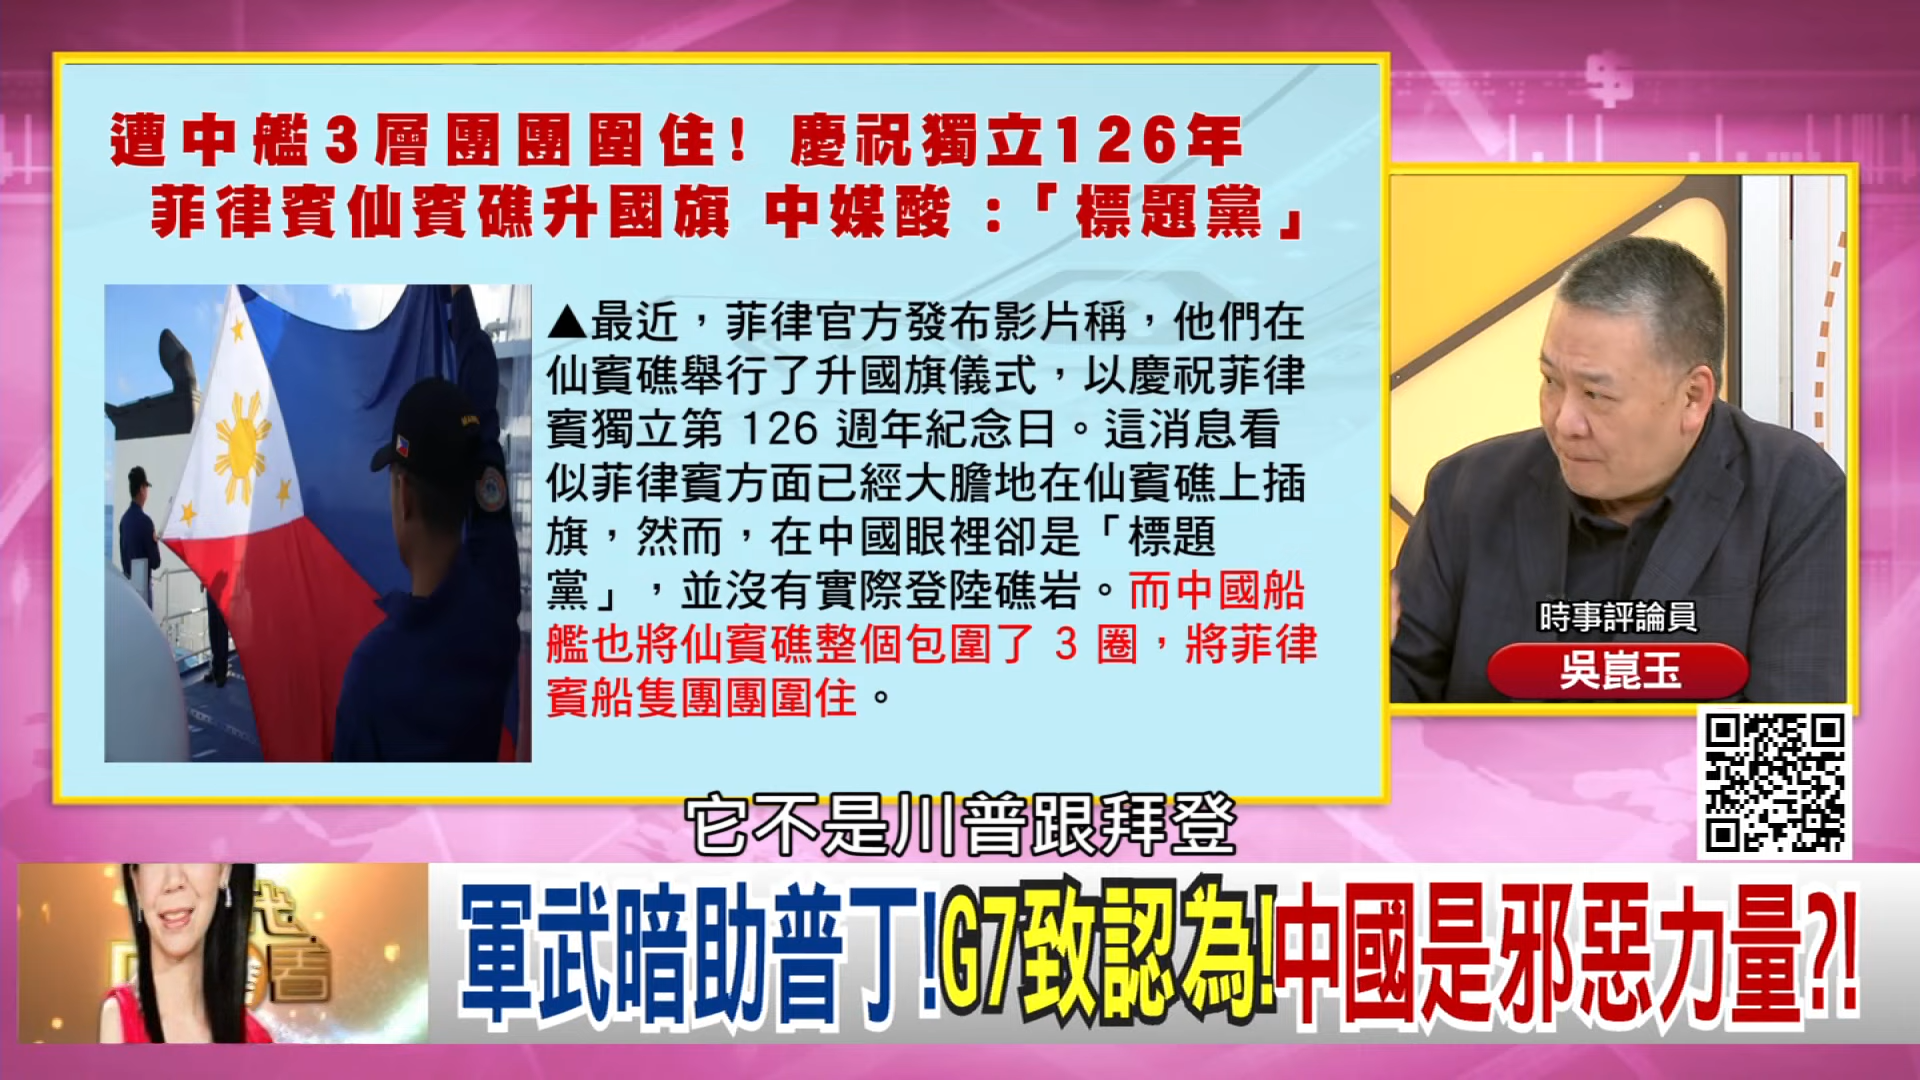 遭中艦3層團團圍住！慶祝獨立126年
菲律賓仙賓礁升國旗 中媒酸：「標題黨」
▲最近，菲律官方發布影片稱，他們在
仙賓礁舉行了升國旗儀式，以慶祝菲律
賓獨立第 126 週年紀念日。這消息看
似菲律賓方面已經大膽地在仙賓礁上插
旗，然而，在中國眼裡卻是「標題
黨」，並沒有實際登陸礁岩。而中國船
艦也將仙賓礁整個包圍了 3 圈，將菲律
賓船隻團團圍住。
時事評論員
吳崑玉
它不是川普跟拜登
軍武暗助普丁!G7致認為!中國是邪惡力量?!